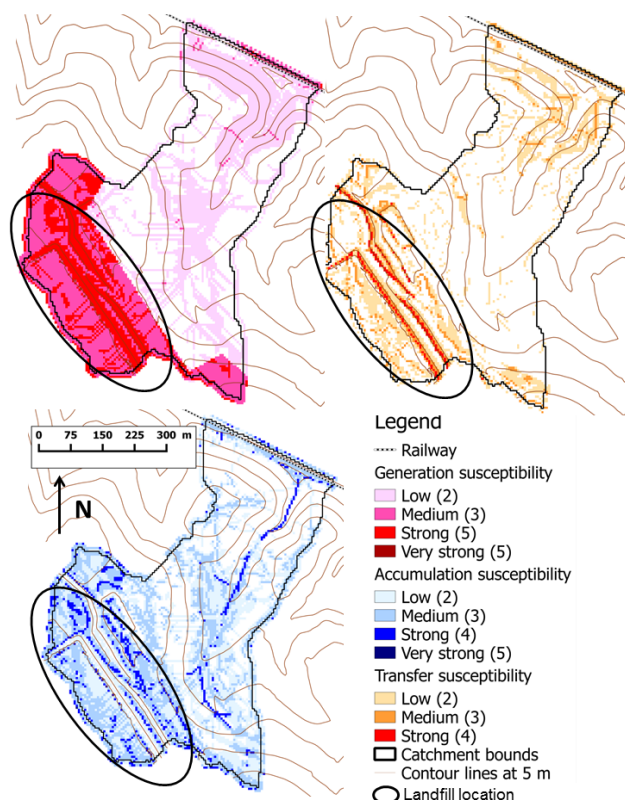 0 75 150 225 300 m
N
Legend
Railway
Generation susceptibility
Low (2)
Medium (3)
Strong (5)
Very strong (5)
Accumulation susceptibility
Low (2)
Medium (3)
Strong (4)
Very strong (5)
Transfer susceptibility
Low (2)
Medium (3)
Strong (4)
Catchment bounds
Contour lines at 5 m
Landfill location